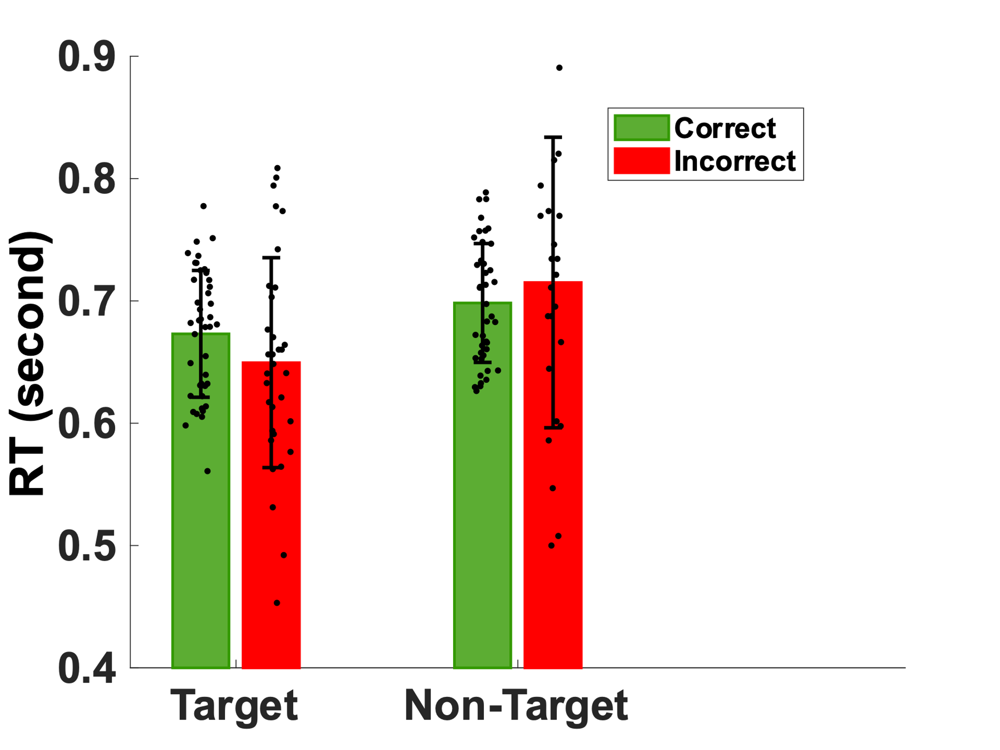 0.9
0.8
0.7
0.6
0.5
0.4
RT (second)
Correct
Incorrect
Target
Non-Target